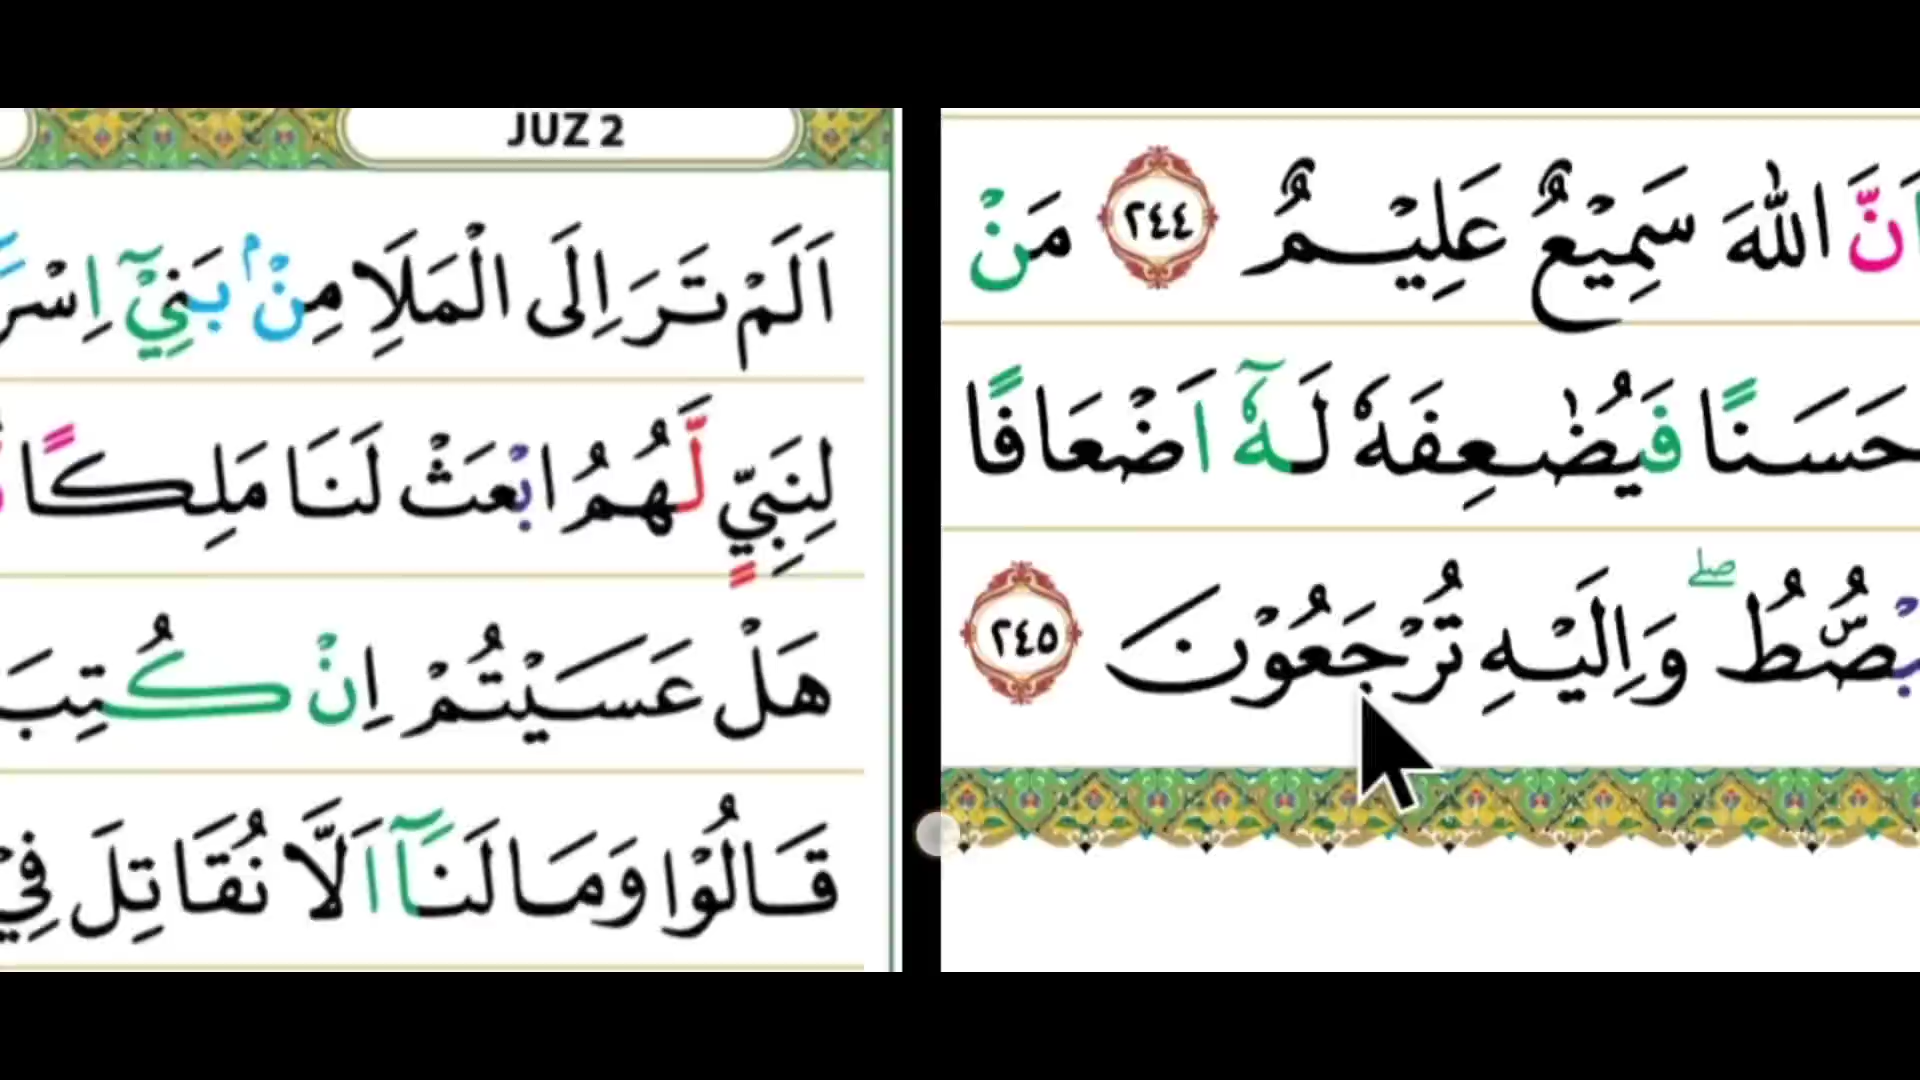 JUZ 2
اَلَمْ تَرَ اِلَى الْمَلَاِ مِنْۢ بَنِيْٓ اِسْرَ
لِنَبِيٍّ لَّهُمُ ابْعَثْ لَنَا مَلِكًا
هَلْ عَسَيْتُمْ اِنْ كُتِبَ
قَالُوْا وَمَا لَنَآ اَلَّا نُقَاتِلَ فِيْ
اَنَّ اللّٰهَ سَمِيْعٌ عَلِيْمٌ ٢٤٤ مَنْ
حَسَنًا فَيُضٰعِفَهٗ لَهٗٓ اَضْعَافًا
بْصُۣطُ ۖ وَاِلَيْهِ تُرْجَعُوْنَ ٢٤٥